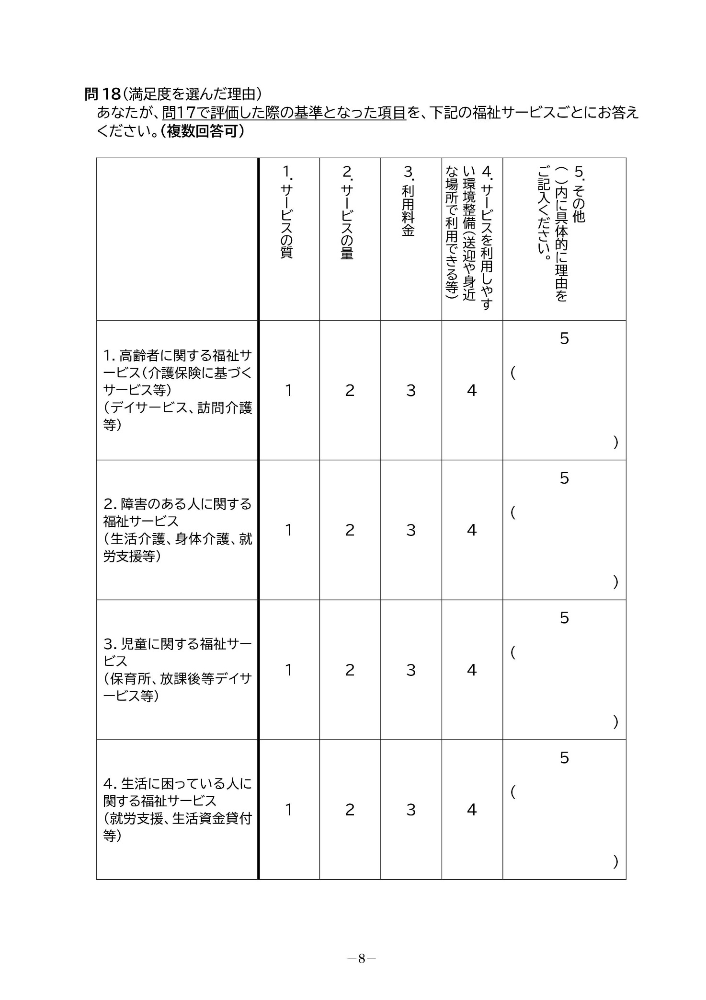 問18（満足度を選んだ理由）
あなたが、問17で評価した際の基準となった項目を、下記の福祉サービスごとにお答え
ください。（複数回答可）
1．サービスの質
2．サービスの量
3．利用料金
4．サービスを利用しやす
い環境整備（送迎や身近
な場所で利用できる等）
5．その他
（ ）内に具体的に理由を
ご記入ください。
1．高齢者に関する福祉サ
ービス（介護保険に基づく
サービス等）
（デイサービス、訪問介護
等）
1
2
3
4
5
（
）
2．障害のある人に関する
福祉サービス
（生活介護、身体介護、就
労支援等）
1
2
3
4
5
（
）
3．児童に関する福祉サー
ビス
（保育所、放課後等デイサ
ービス等）
1
2
3
4
5
（
）
4．生活に困っている人に
関する福祉サービス
（就労支援、生活資金貸付
等）
1
2
3
4
5
（
）
－8－